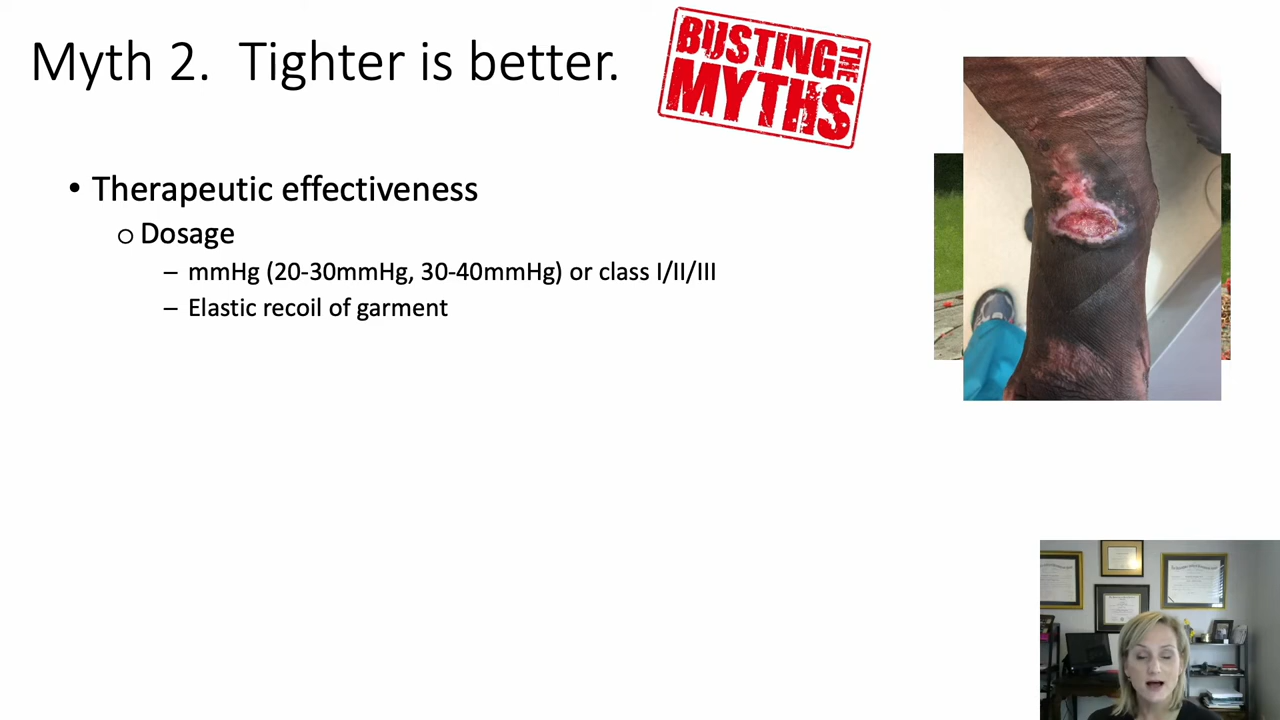 Myth 2. Tighter is better.
BUSTING THE
MYTHS
• Therapeutic effectiveness
o Dosage
– mmHg (20-30mmHg, 30-40mmHg) or class I/II/III
– Elastic recoil of garment